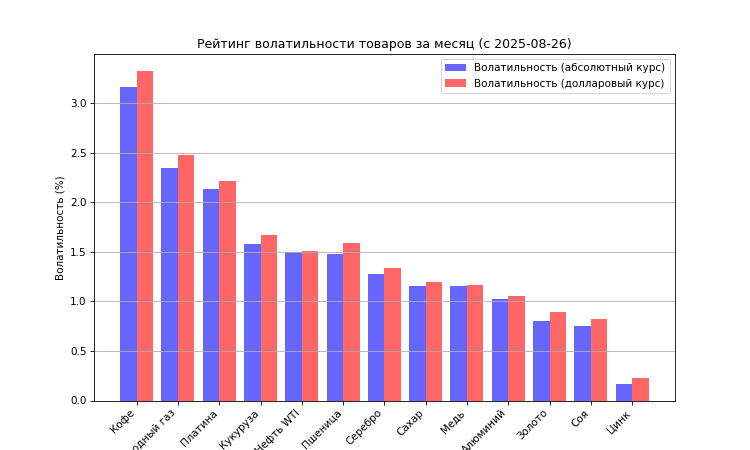 Рейтинг волатильности товаров за месяц (с 2025-08-26)
Волатильность (абсолютный курс)
Волатильность (долларовый курс)
Волатильность (%)
3.0
2.5
2.0
1.5
1.0
0.5
0.0
Кофе
одный газ
Платина
Кукуруза
Нефть WTI
Пшеница
Серебро
Сахар
Медь
Алюминий
Золото
Соя
Цинк